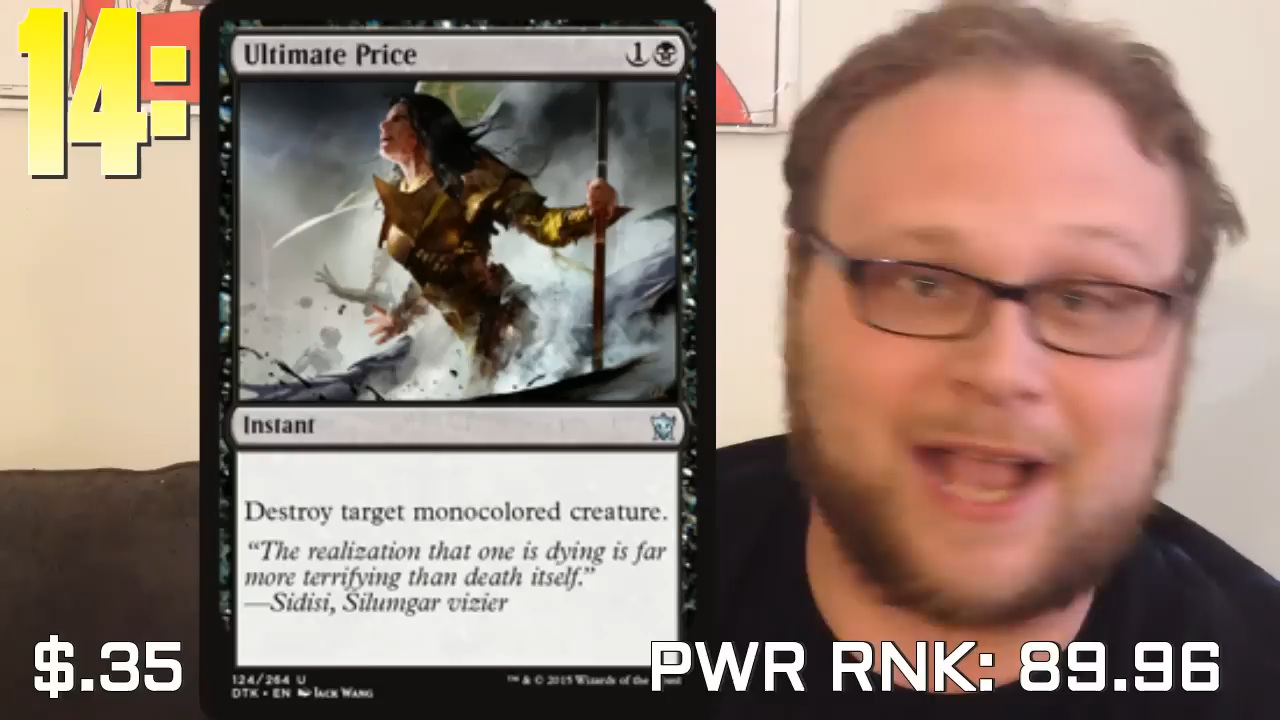 14:
Ultimate Price 1
Instant
Destroy target monocolored creature.
“The realization that one is dying is far
more terrifying than death itself.”
—Sidisi, Silumgar vizier
124/264 U
DTK • EN Jack Wang
™ & © 2015 Wizards of the
$.35
PWR RNK: 89.96